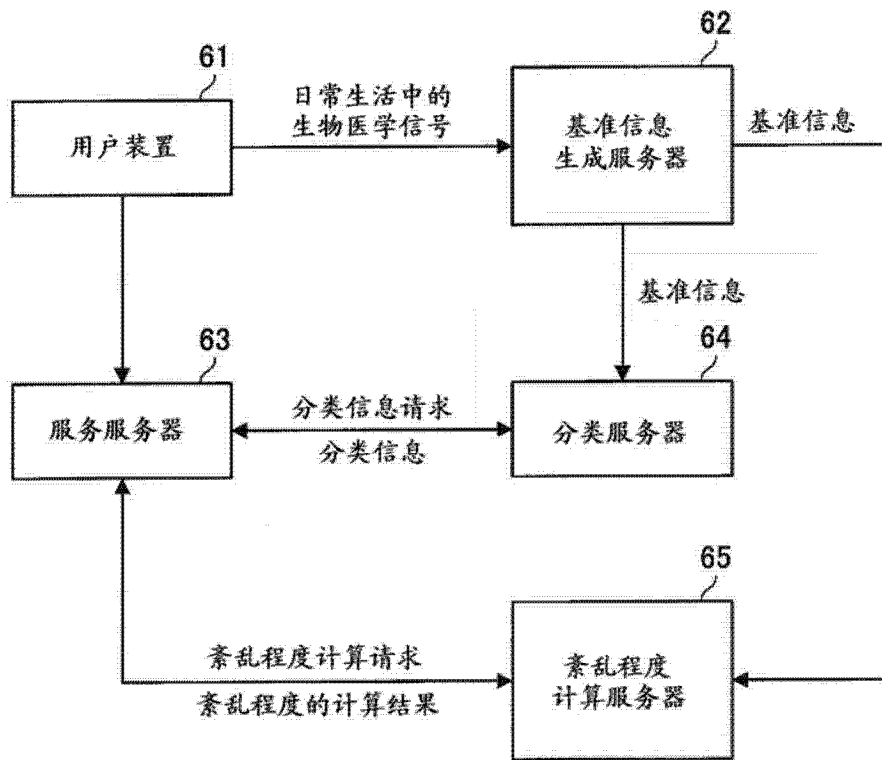 61
用户装置
日常生活中的
生物医学信号
62
基准信息
生成服务器
基准信息
基准信息
63
服务服务器
分类信息请求
分类信息
64
分类服务器
65
紊乱程度计算请求
紊乱程度的计算结果
紊乱程度
计算服务器